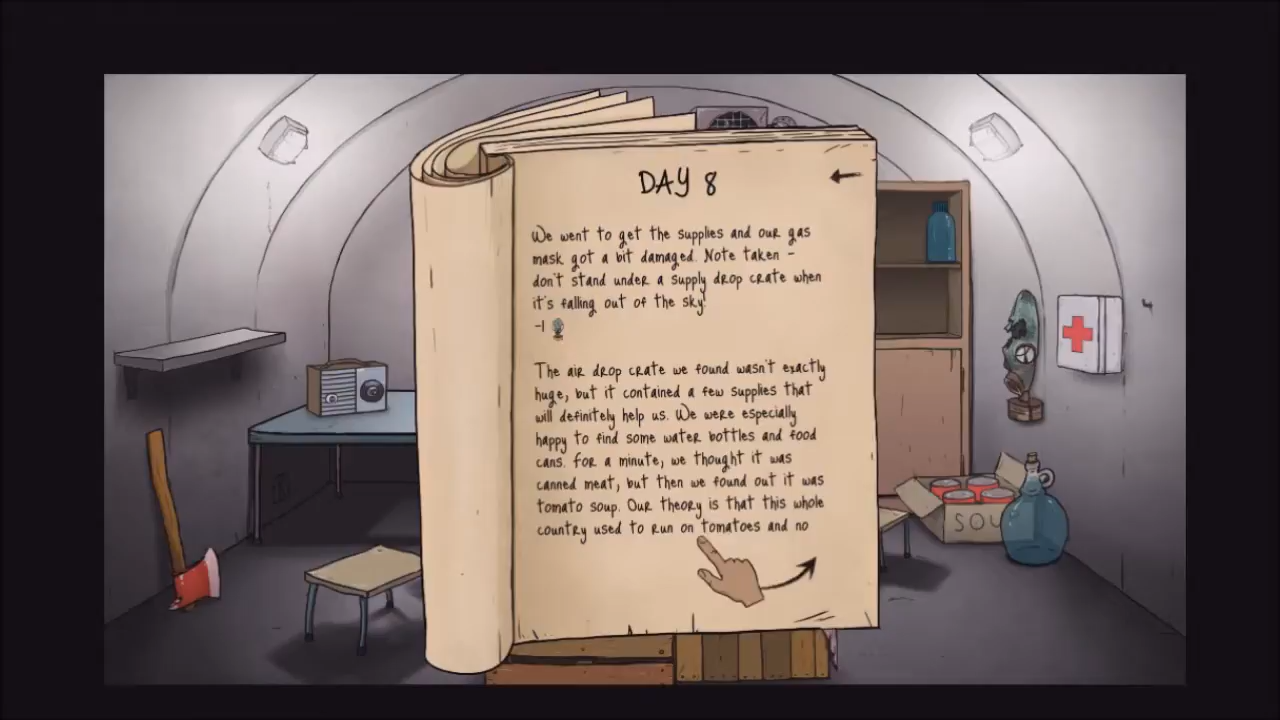 DAY 8
We went to get the supplies and our gas
mask got a bit damaged. Note taken -
don't stand under a supply drop crate when
it's falling out of the sky!
-1
The air drop crate we found wasn't exactly
huge, but it contained a few supplies that
will definitely help us. We were especially
happy to find some water bottles and food
cans. For a minute, we thought it was
canned meat, but then we found out it was
tomato soup. Our theory is that this whole
country used to run on tomatoes and no
SOU